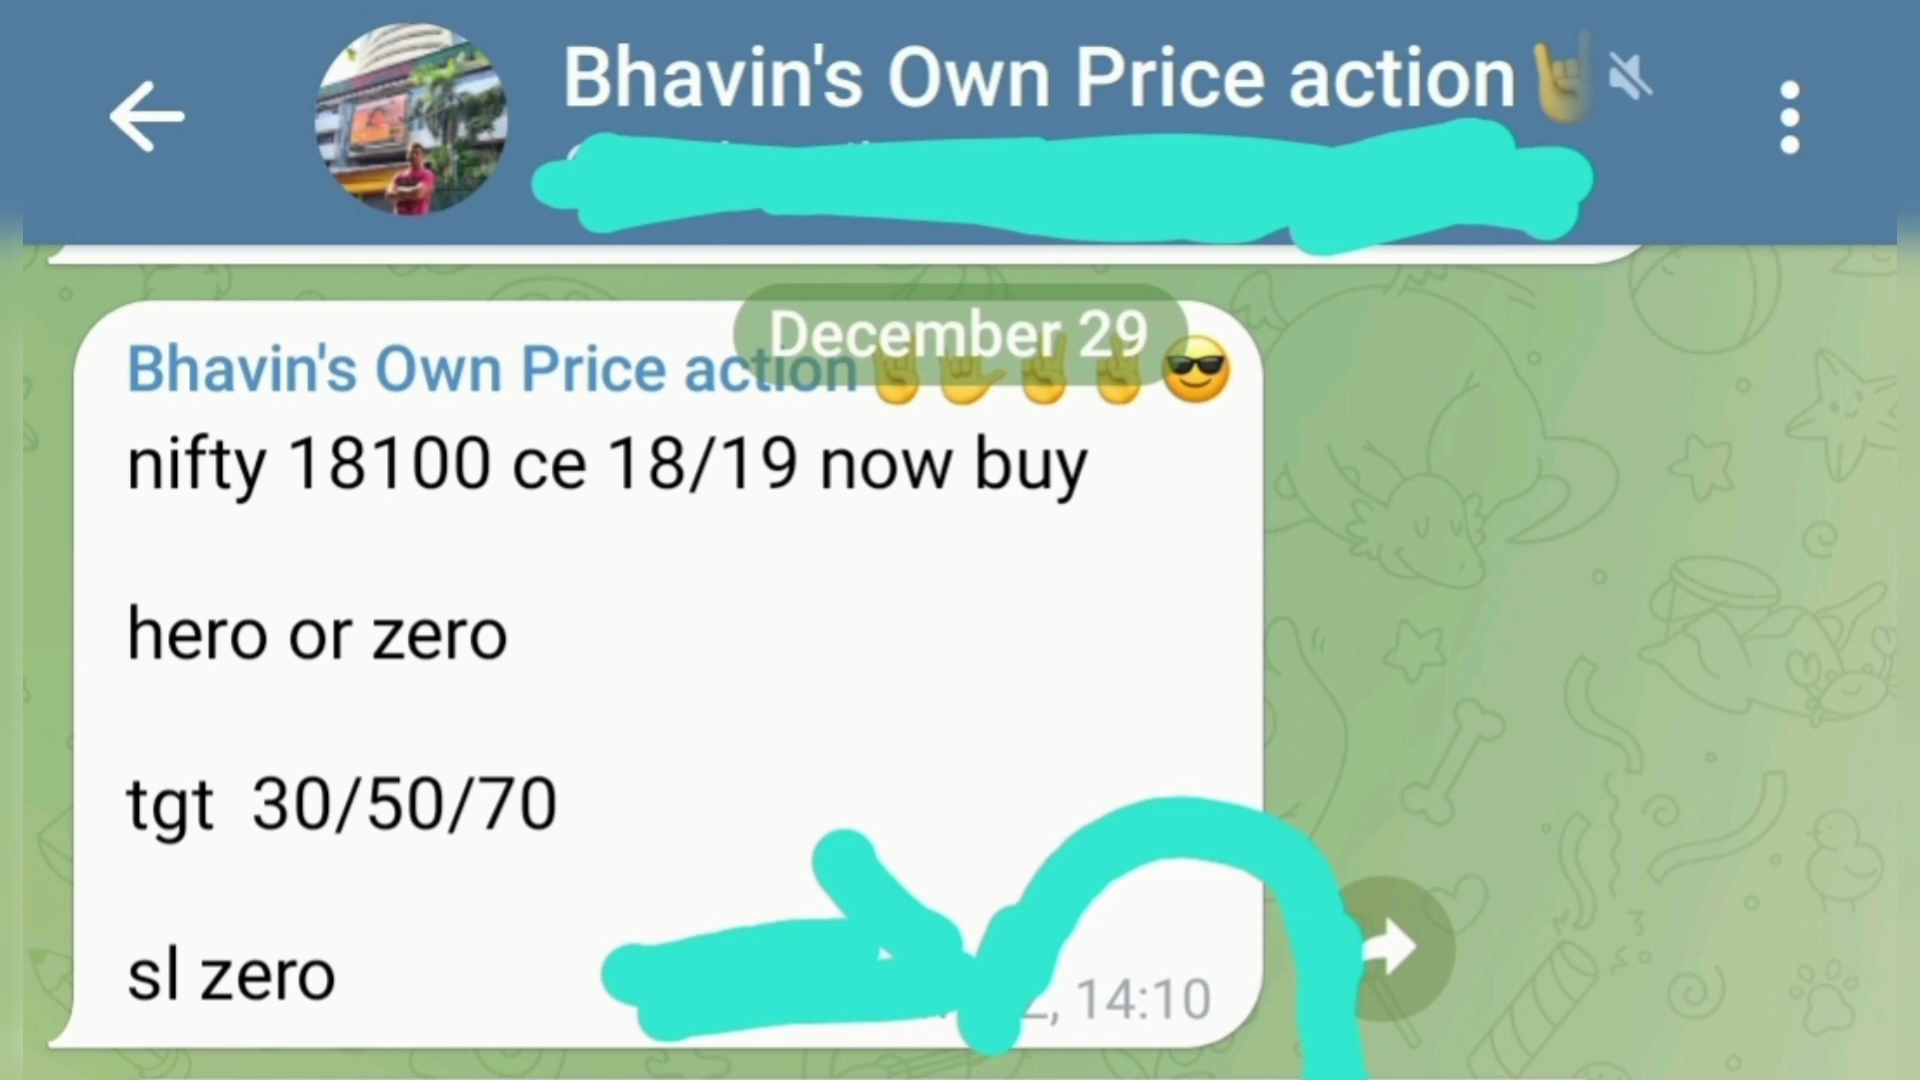 Bhavin's Own Price action🤘
December 29
Bhavin's Own Price action🤘🤙✌✌😎
nifty 18100 ce 18/19 now buy
hero or zero
tgt 30/50/70
sl zero
, 14:10